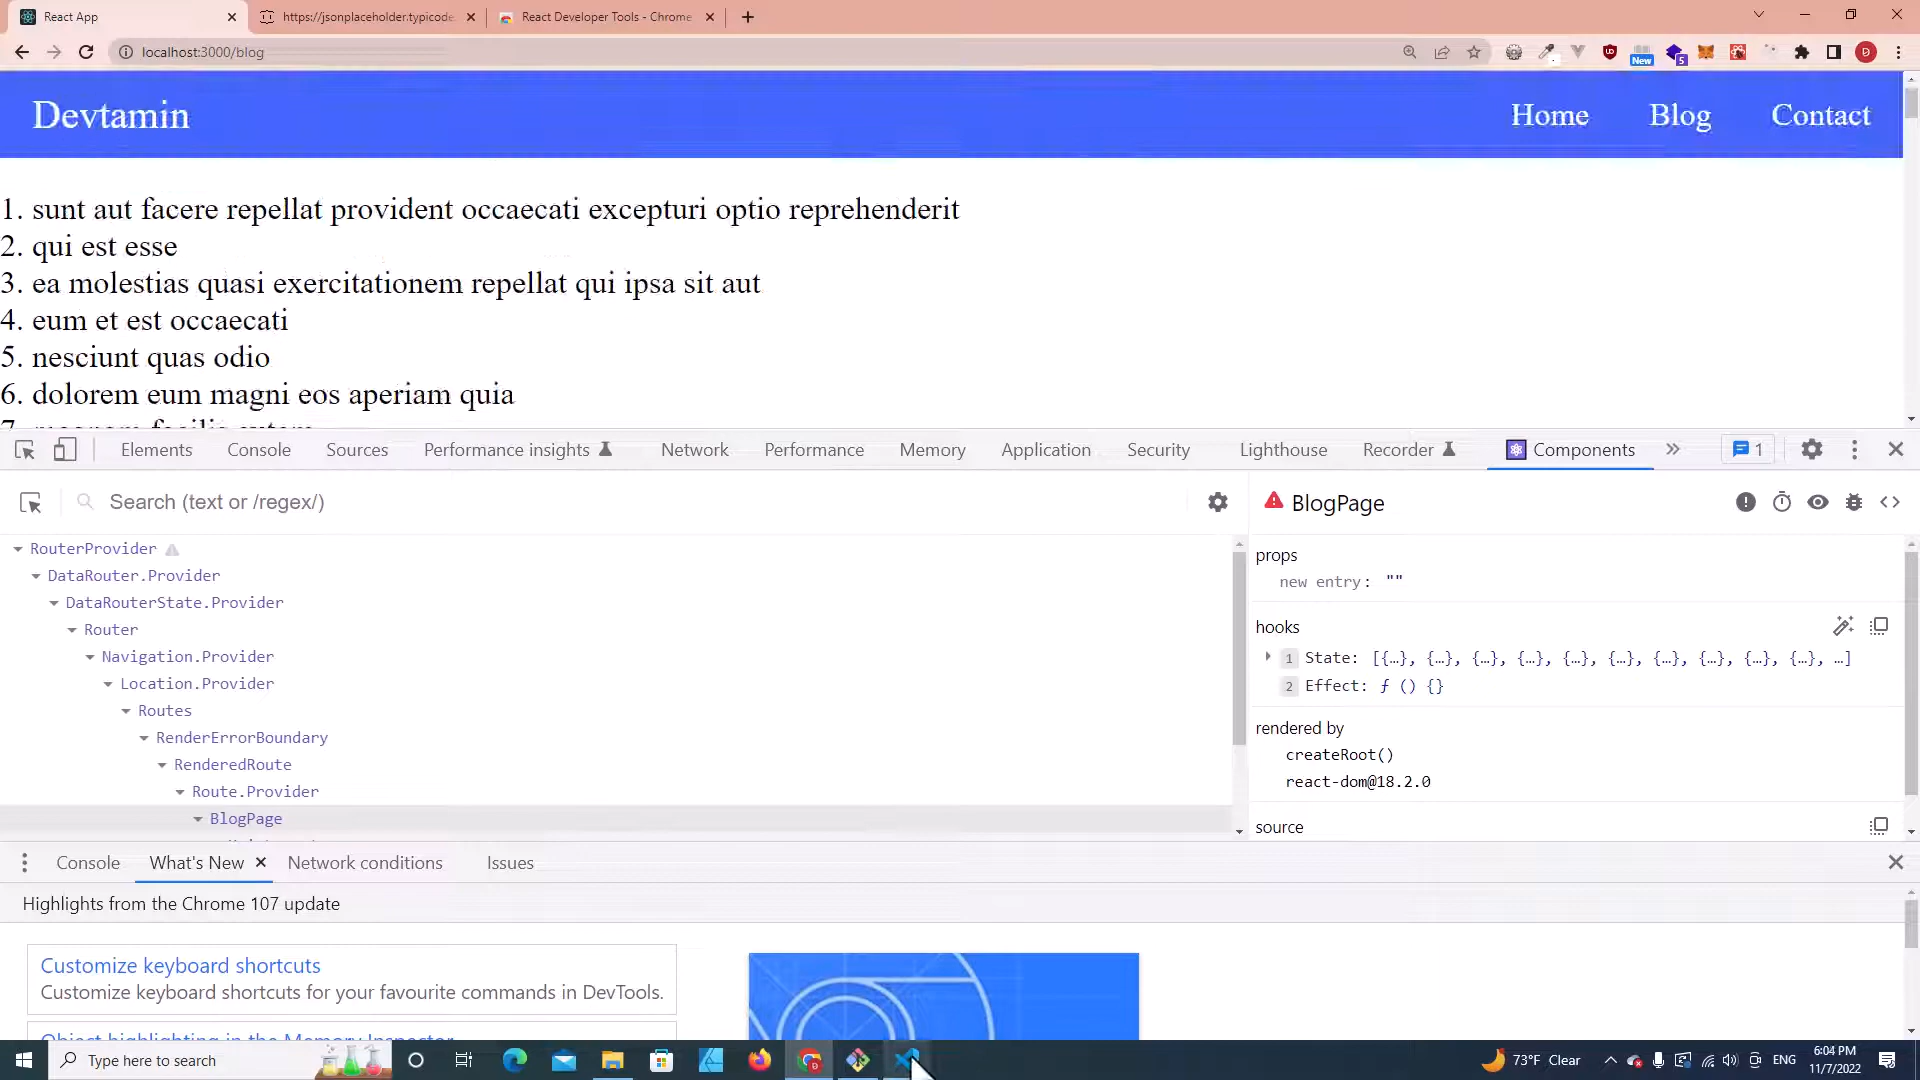 React App
https://jsonplaceholder.typicode
React Developer Tools - Chrome
localhost:3000/blog
New
5
D
Devtamin
Home
Blog
Contact
1. sunt aut facere repellat provident occaecati excepturi optio reprehenderit
2. qui est esse
3. ea molestias quasi exercitationem repellat qui ipsa sit aut
4. eum et est occaecati
5. nesciunt quas odio
6. dolorem eum magni eos aperiam quia
Elements
Console
Sources
Performance insights
Network
Performance
Memory
Application
Security
Lighthouse
Recorder
Components
1
Search (text or /regex/)
BlogPage
RouterProvider
DataRouter.Provider
DataRouterState.Provider
Router
Navigation.Provider
Location.Provider
Routes
RenderErrorBoundary
RenderedRoute
Route.Provider
BlogPage
props
new entry: ""
hooks
1 State: [{…}, {…}, {…}, {…}, {…}, {…}, {…}, {…}, {…}, {…}, …]
2 Effect: ƒ () {}
rendered by
createRoot()
react-dom@18.2.0
source
Console
What's New
Network conditions
Issues
Highlights from the Chrome 107 update
Customize keyboard shortcuts
Customize keyboard shortcuts for your favourite commands in DevTools.
Type here to search
73°F Clear
ENG
6:04 PM
11/7/2022